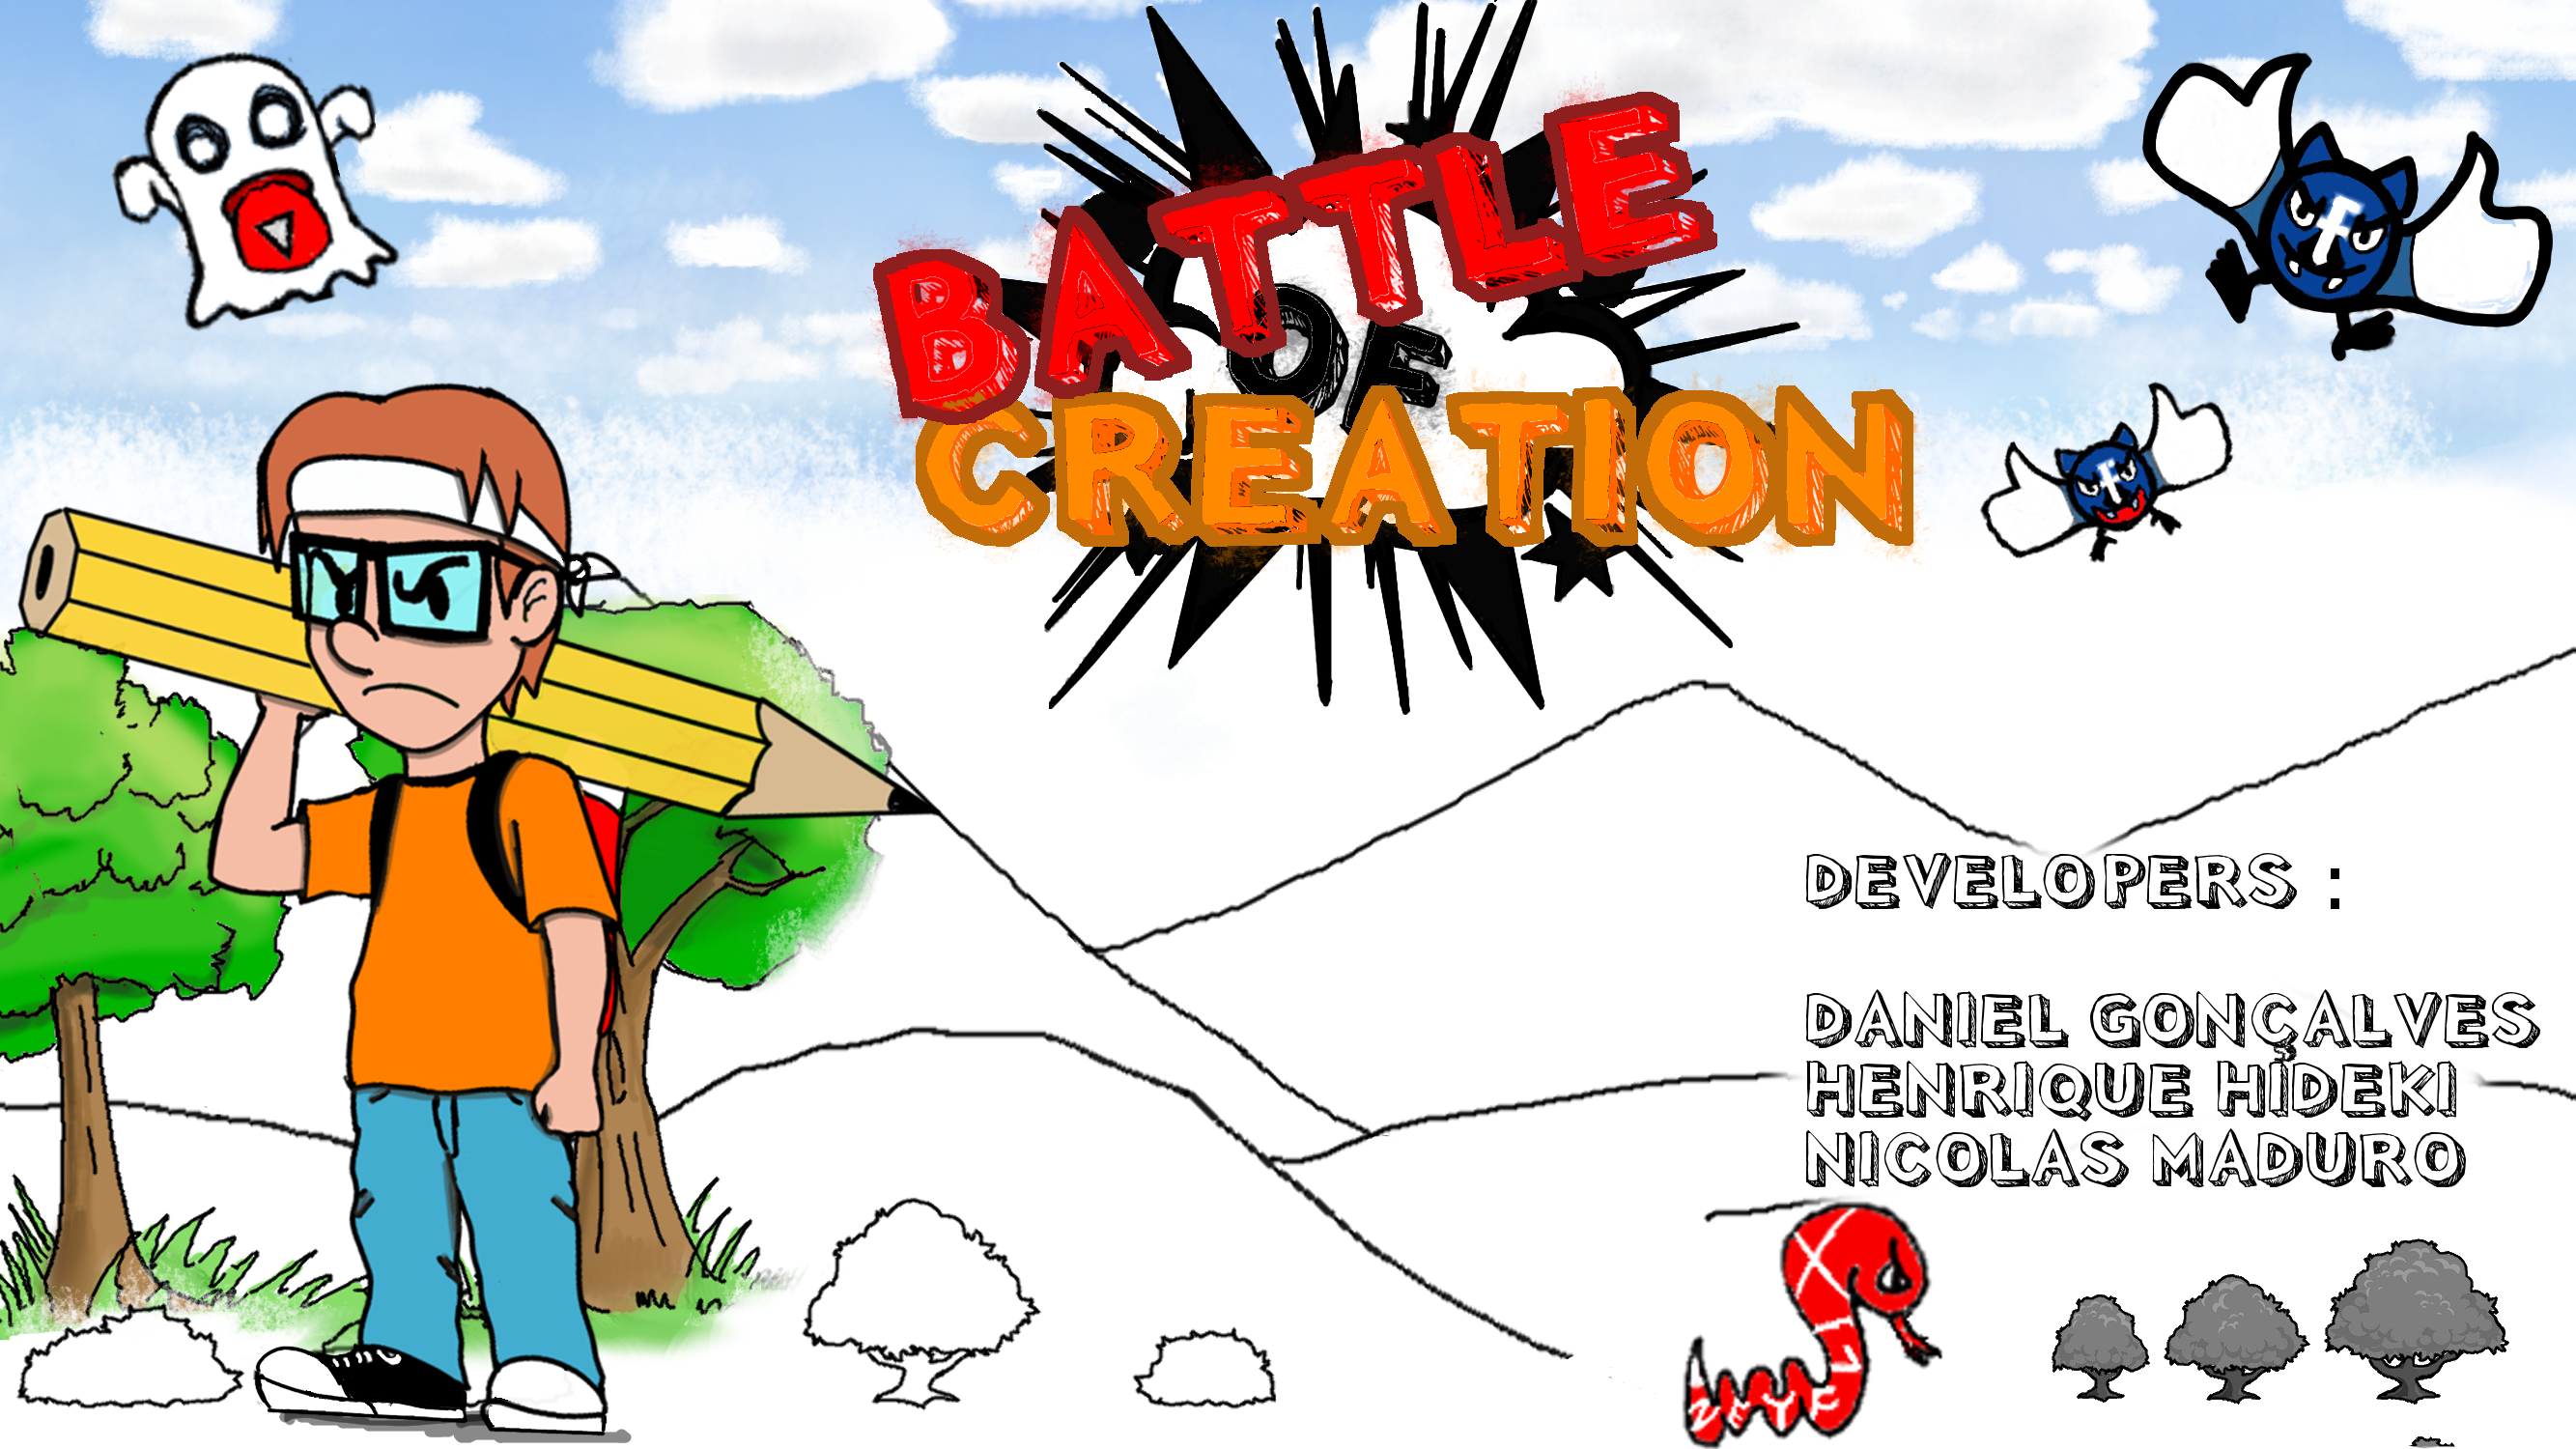 BATTLE
OF
CREATION
F
F
DEVELOPERS :
DANIEL GONÇALVES
HENRIQUE HIDEKI
NICOLAS MADURO